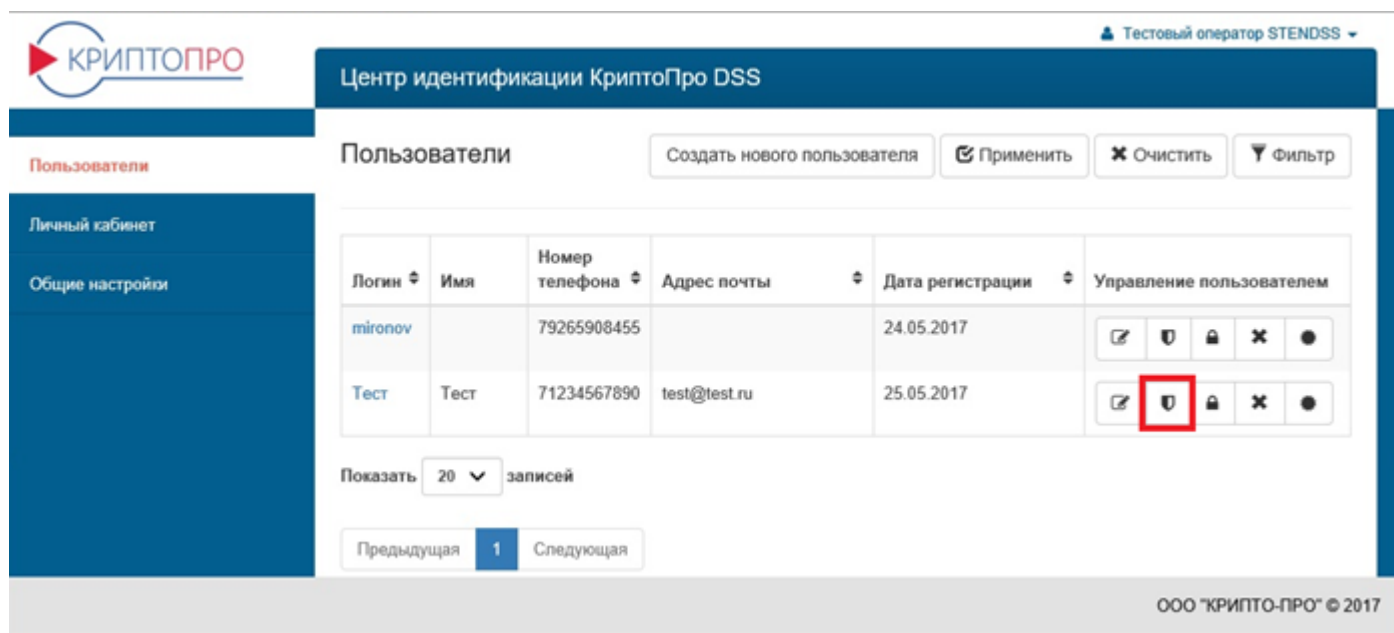 Тестовый оператор STENDSS
КРИПТОПРО
Центр идентификации КриптоПро DSS
Пользователи
Личный кабинет
Общие настройки
Пользователи
Создать нового пользователя
Применить
Очистить
Фильтр
Логин
Имя
Номер
телефона
Адрес почты
Дата регистрации
Управление пользователем
mironov
79265908455
24.05.2017
Тест
Тест
71234567890
test@test.ru
25.05.2017
Показать 20 записей
Предыдущая 1 Следующая
ООО "КРИПТО-ПРО" © 2017